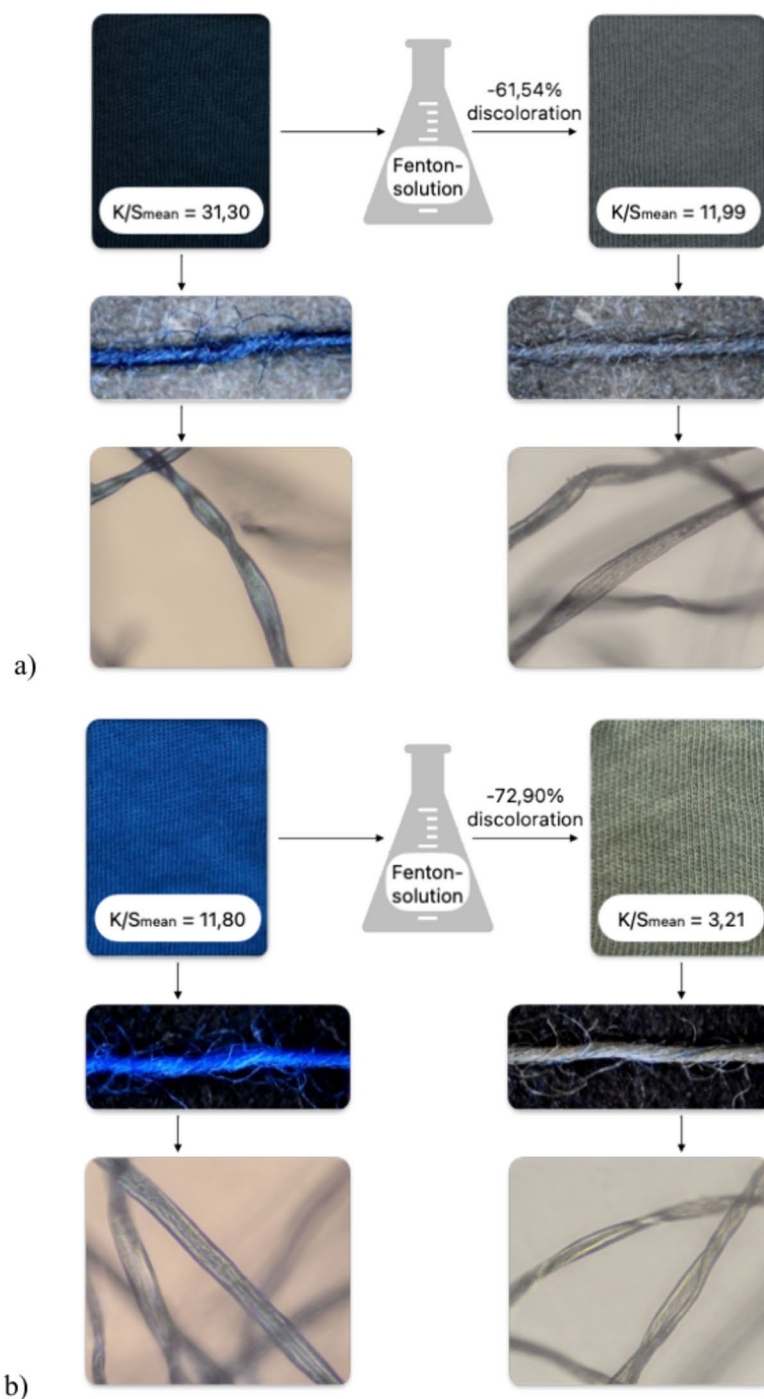 -61,54%
discoloration
Fenton-
solution
K/Smean = 31,30
K/Smean = 11,99
a)
-72,90%
discoloration
Fenton-
solution
K/Smean = 11,80
K/Smean = 3,21
b)